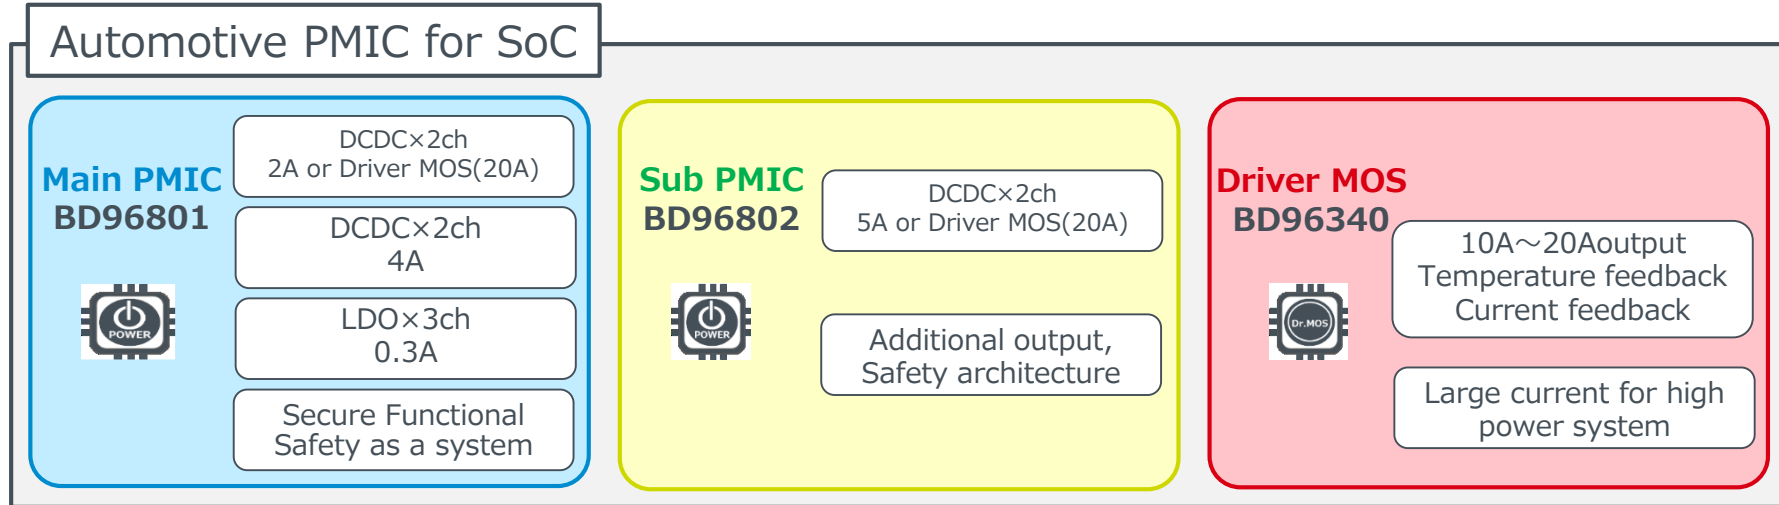 Automotive PMIC for SoC
Main PMIC
BD96801
POWER
DCDC×2ch
2A or Driver MOS(20A)
DCDC×2ch
4A
LDO×3ch
0.3A
Secure Functional
Safety as a system
Sub PMIC
BD96802
POWER
DCDC×2ch
5A or Driver MOS(20A)
Additional output,
Safety architecture
Driver MOS
BD96340
Dr.MOS
10A～20Aoutput
Temperature feedback
Current feedback
Large current for high
power system